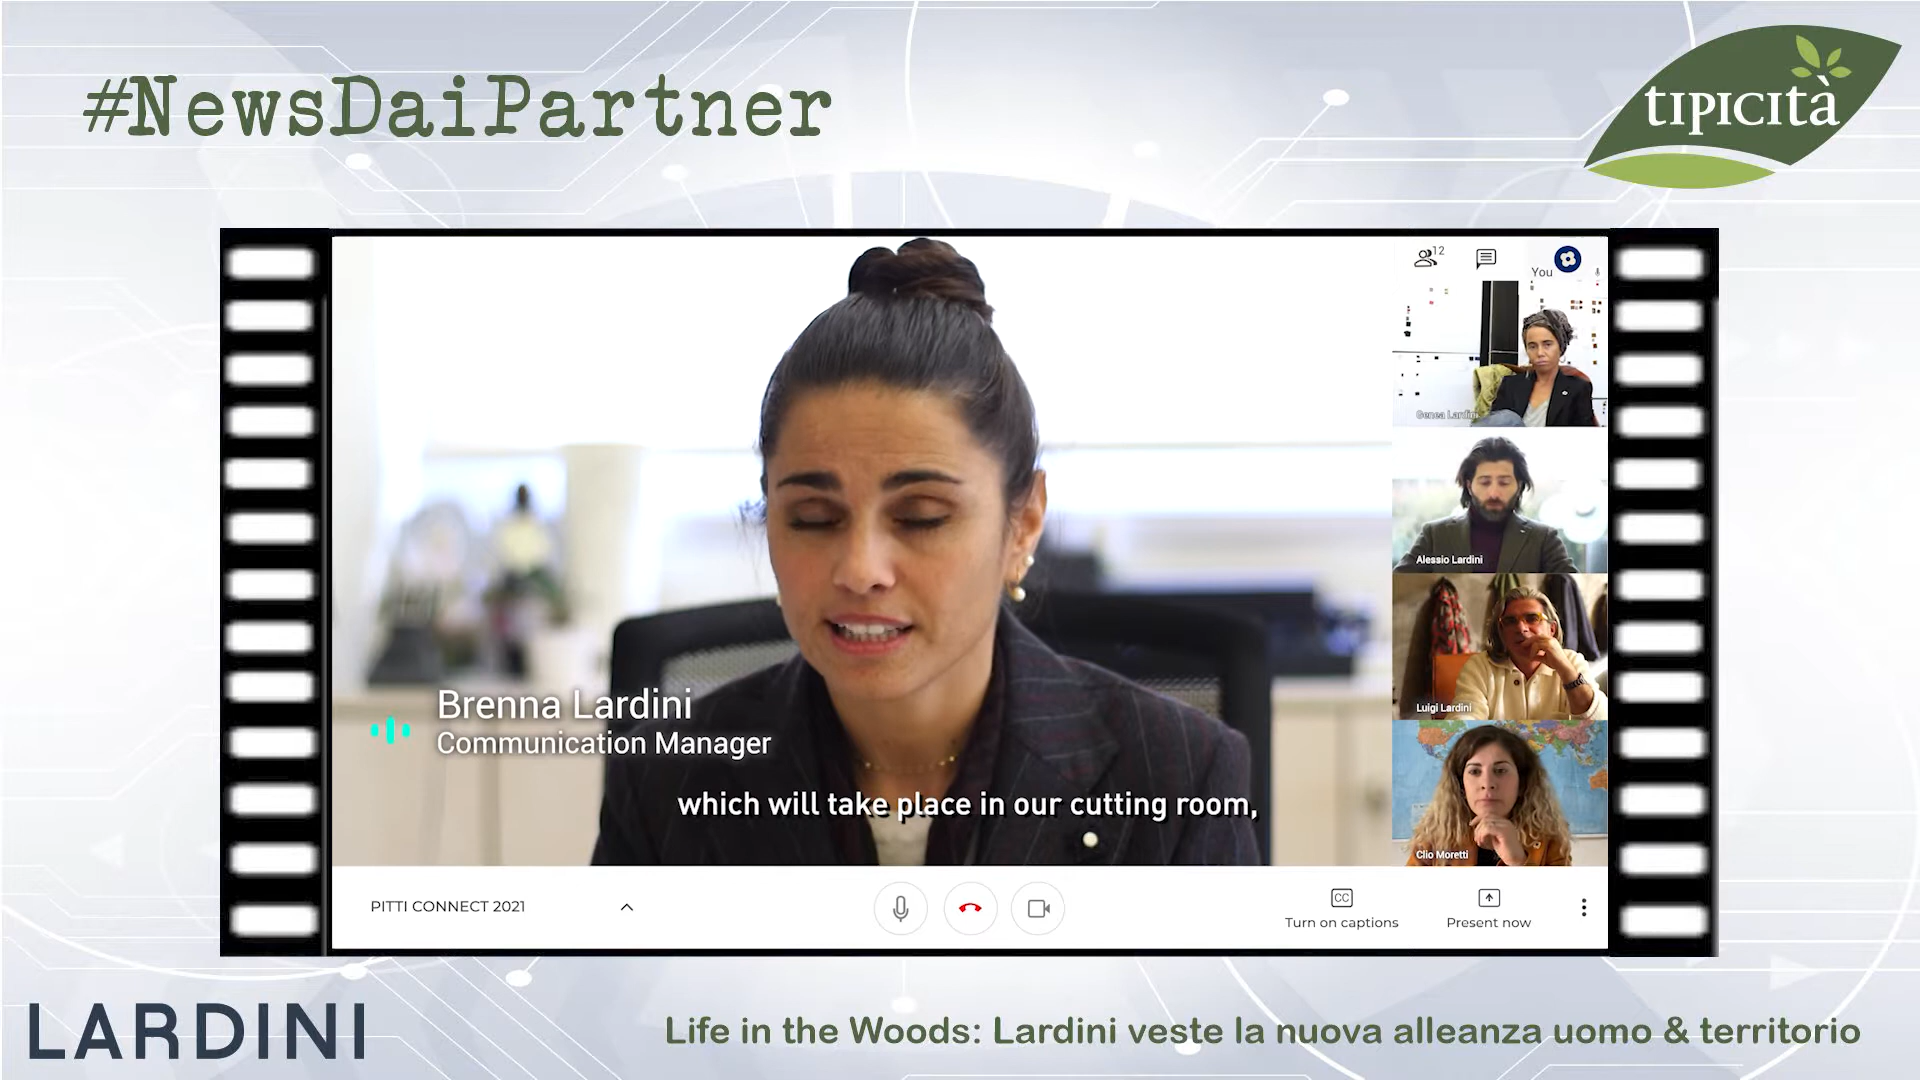 #NewsDaiPartner
TIPICITÀ
12
You
Genea Lardini
Alessio Lardini
Luigi Lardini
Clio Moretti
Brenna Lardini
Communication Manager
which will take place in our cutting room,
PITTI CONNECT 2021
CC
Turn on captions
Present now
LARDINI
Life in the Woods: Lardini veste la nuova alleanza uomo & territorio